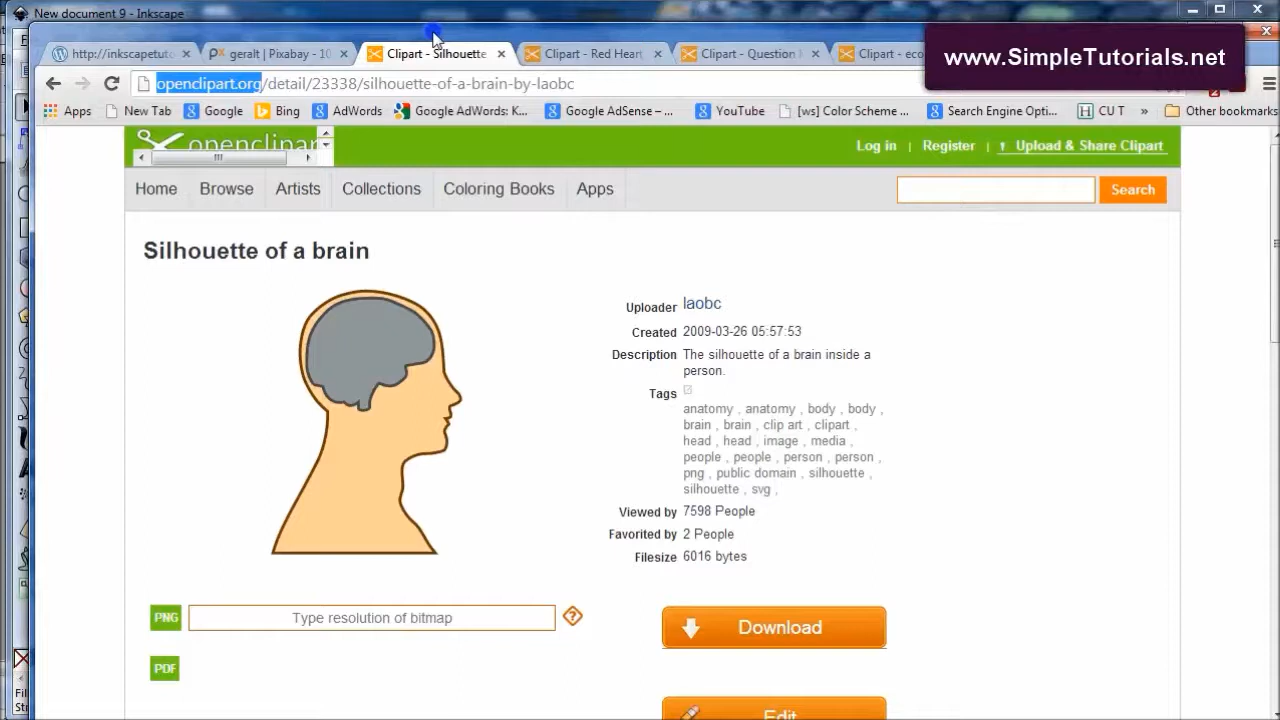 New document 9 - Inkscape
http://inkscapetuto
geralt | Pixabay - 10
Clipart - Silhouette
Clipart - Red Heart
Clipart - Question
Clipart - eco
www.SimpleTutorials.net
openclipart.org/detail/23338/silhouette-of-a-brain-by-laobc
Apps
New Tab
Google
Bing
AdWords
Google AdWords: K...
Google AdSense – ...
YouTube
[ws] Color Scheme ...
Search Engine Opti...
CU T
»
Other bookmarks
openclipart
Log in | Register | Upload & Share Clipart
Home
Browse
Artists
Collections
Coloring Books
Apps
Search
Silhouette of a brain
Uploader laobc
Created 2009-03-26 05:57:53
Description The silhouette of a brain inside a
person.
Tags
anatomy , anatomy , body , body ,
brain , brain , clip art , clipart ,
head , head , image , media ,
people , people , person , person ,
png , public domain , silhouette ,
silhouette , svg ,
Viewed by 7598 People
Favorited by 2 People
Filesize 6016 bytes
PNG
Type resolution of bitmap
?
Download
PDF
Edit
Fil
Str